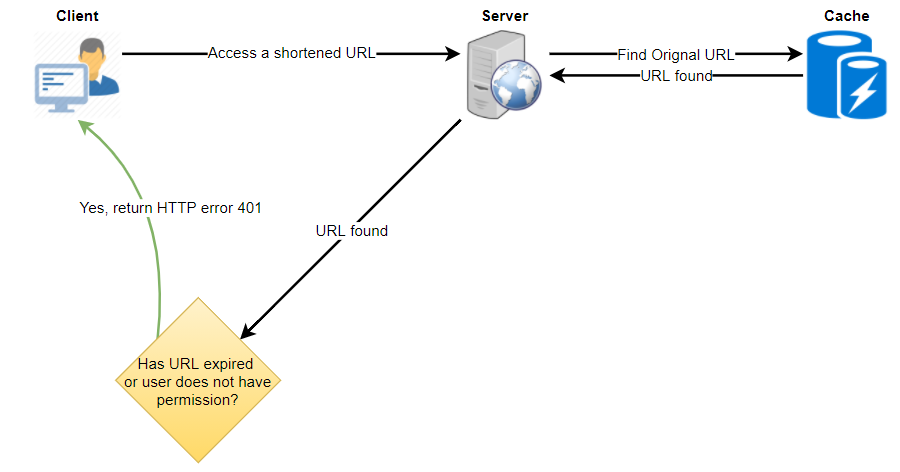 Client
Server
Cache
Access a shortened URL
Find Orignal URL
URL found
Yes, return HTTP error 401
URL found
Has URL expired
or user does not have
permission?